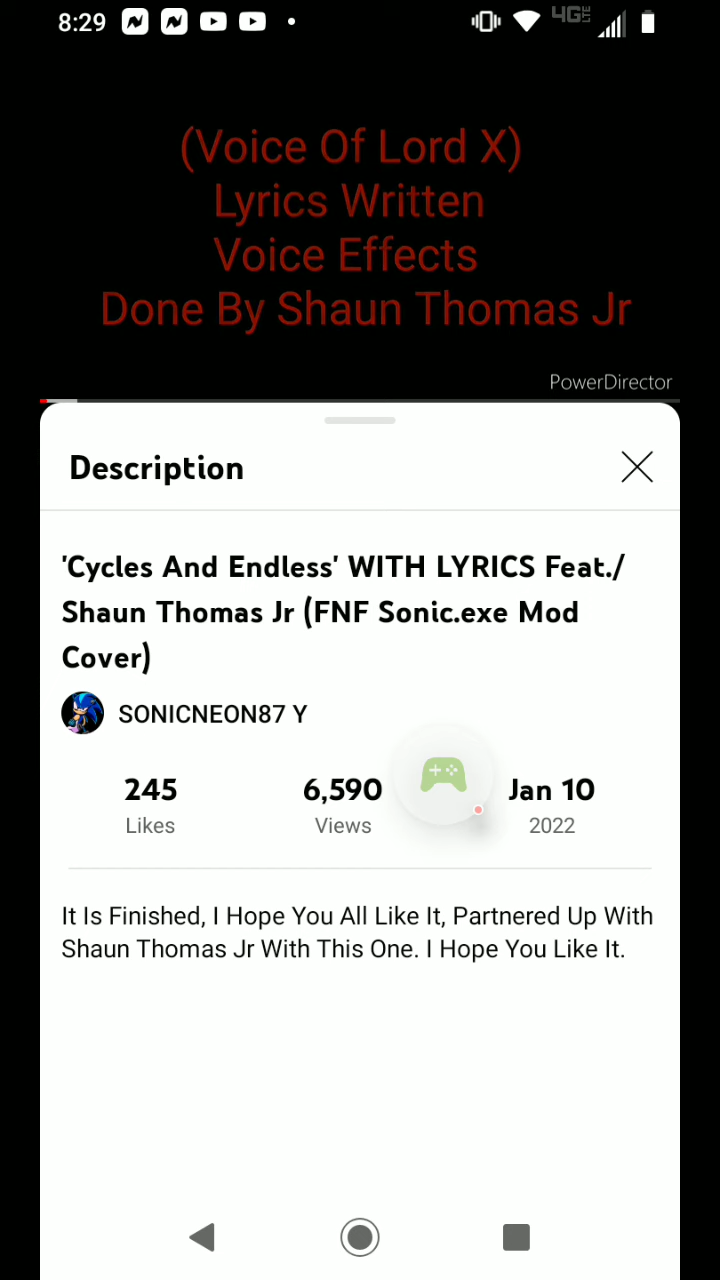 8:29
4G LTE
(Voice Of Lord X)
Lyrics Written
Voice Effects
Done By Shaun Thomas Jr
PowerDirector
Description
'Cycles And Endless' WITH LYRICS Feat./
Shaun Thomas Jr (FNF Sonic.exe Mod
Cover)
SONICNEON87 Y
245 6,590 Jan 10
Likes Views 2022
It Is Finished, I Hope You All Like It, Partnered Up With
Shaun Thomas Jr With This One. I Hope You Like It.